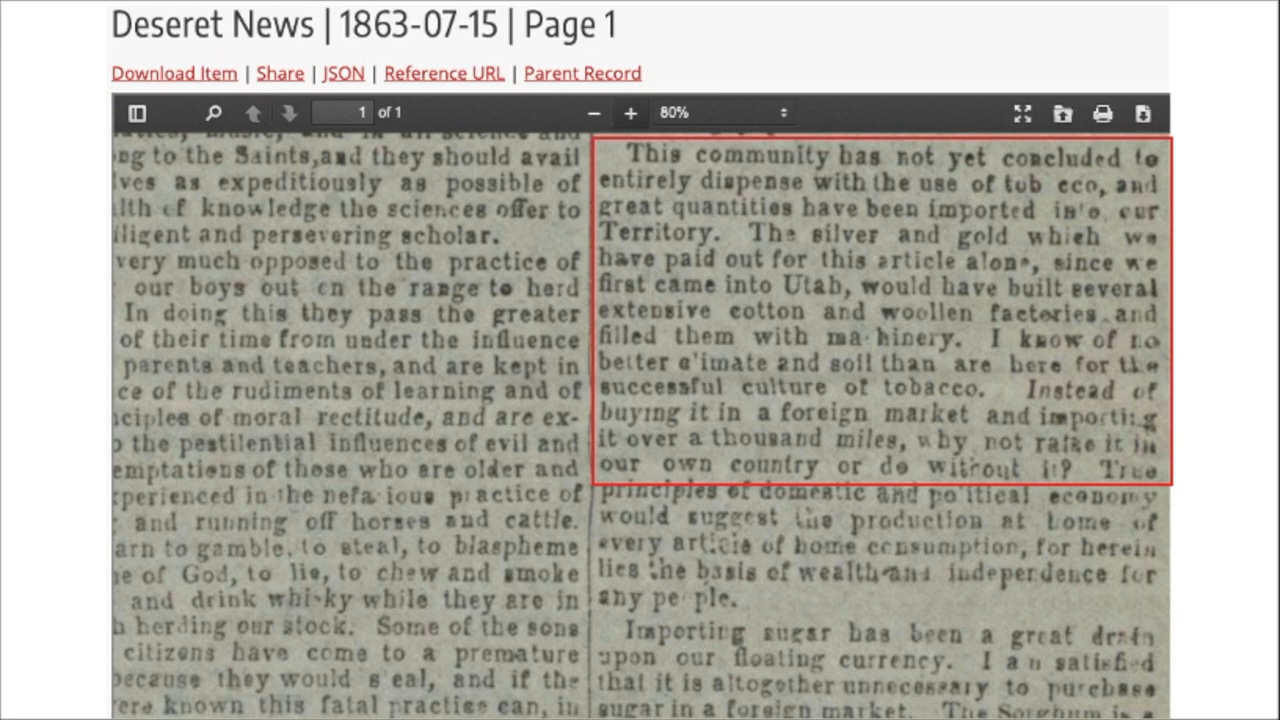 Deseret News | 1863-07-15 | Page 1
Download Item | Share | JSON | Reference URL | Parent Record
1 of 1
80%
ng to the Saints,and they should avail
lves as expeditiously as possible of
lth of knowledge the sciences offer to
iligent and persevering scholar.
very much opposed to the practice of
our boys out on the range to herd
In doing this they pass the greater
of their time from under the influence
parents and teachers, and are kept in
ce of the rudiments of learning and of
ciples of moral rectitude, and are ex-
o the pestilential influences of evil and
emptations of those who are older and
xperienced in the nefa ious practice of
and running off horses and cattle.
arn to gamble, to steal, to blaspheme
e of God, to lie, to chew and smoke
and drink whi-ky while they are in
h herding our stock. Some of the sons
citizens have come to a premature
because they would s eal, and if the
ere known this fatal practise can, in
This community has not yet concluded to
entirely dispense with the use of tob cco, and
great quantities have been imported into our
Territory. The silver and gold which we
have paid out for this article alone, since we
first came into Utah, would have built several
extensive cotton and woollen factories and
filled them with ma hinery. I know of no
better c'imate and soil than are here for the
successful culture of tobacco. Instead of
buying it in a foreign market and importing
it over a thousand miles, why not raise it in
our own country or do without it? True
principles of domestic and po itical economy
would suggest the production at home of
every article of home consumption, for herein
lies the basis of wealth and independence for
any pe ple.
Importing sugar has been a great drain
upon our floating currency. I am satisfied
that it is altogether unnecessary to purchase
sugar in a foreign market. The Sorghum is a